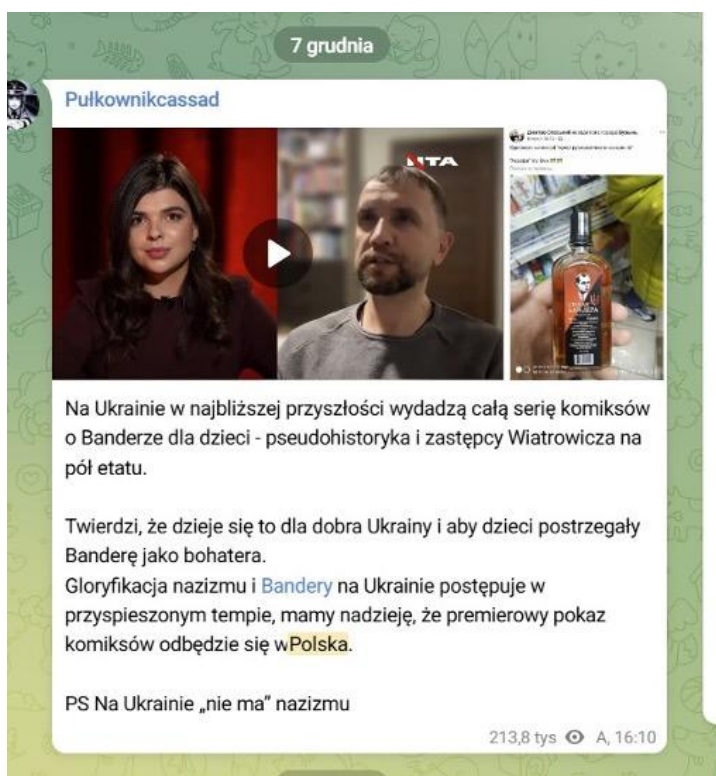 7 grudnia
Pułkownikcassad
NTA
Na Ukrainie w najbliższej przyszłości wydadzą całą serię komiksów
o Banderze dla dzieci - pseudohistoryka i zastępcy Wiatrowicza na
pół etatu.
Twierdzi, że dzieje się to dla dobra Ukrainy i aby dzieci postrzegały
Banderę jako bohatera.
Gloryfikacja nazizmu i Bandery na Ukrainie postępuje w
przyspieszonym tempie, mamy nadzieję, że premierowy pokaz
komiksów odbędzie się wPolska.
PS Na Ukrainie „nie ma” nazizmu
213,8 tys A, 16:10